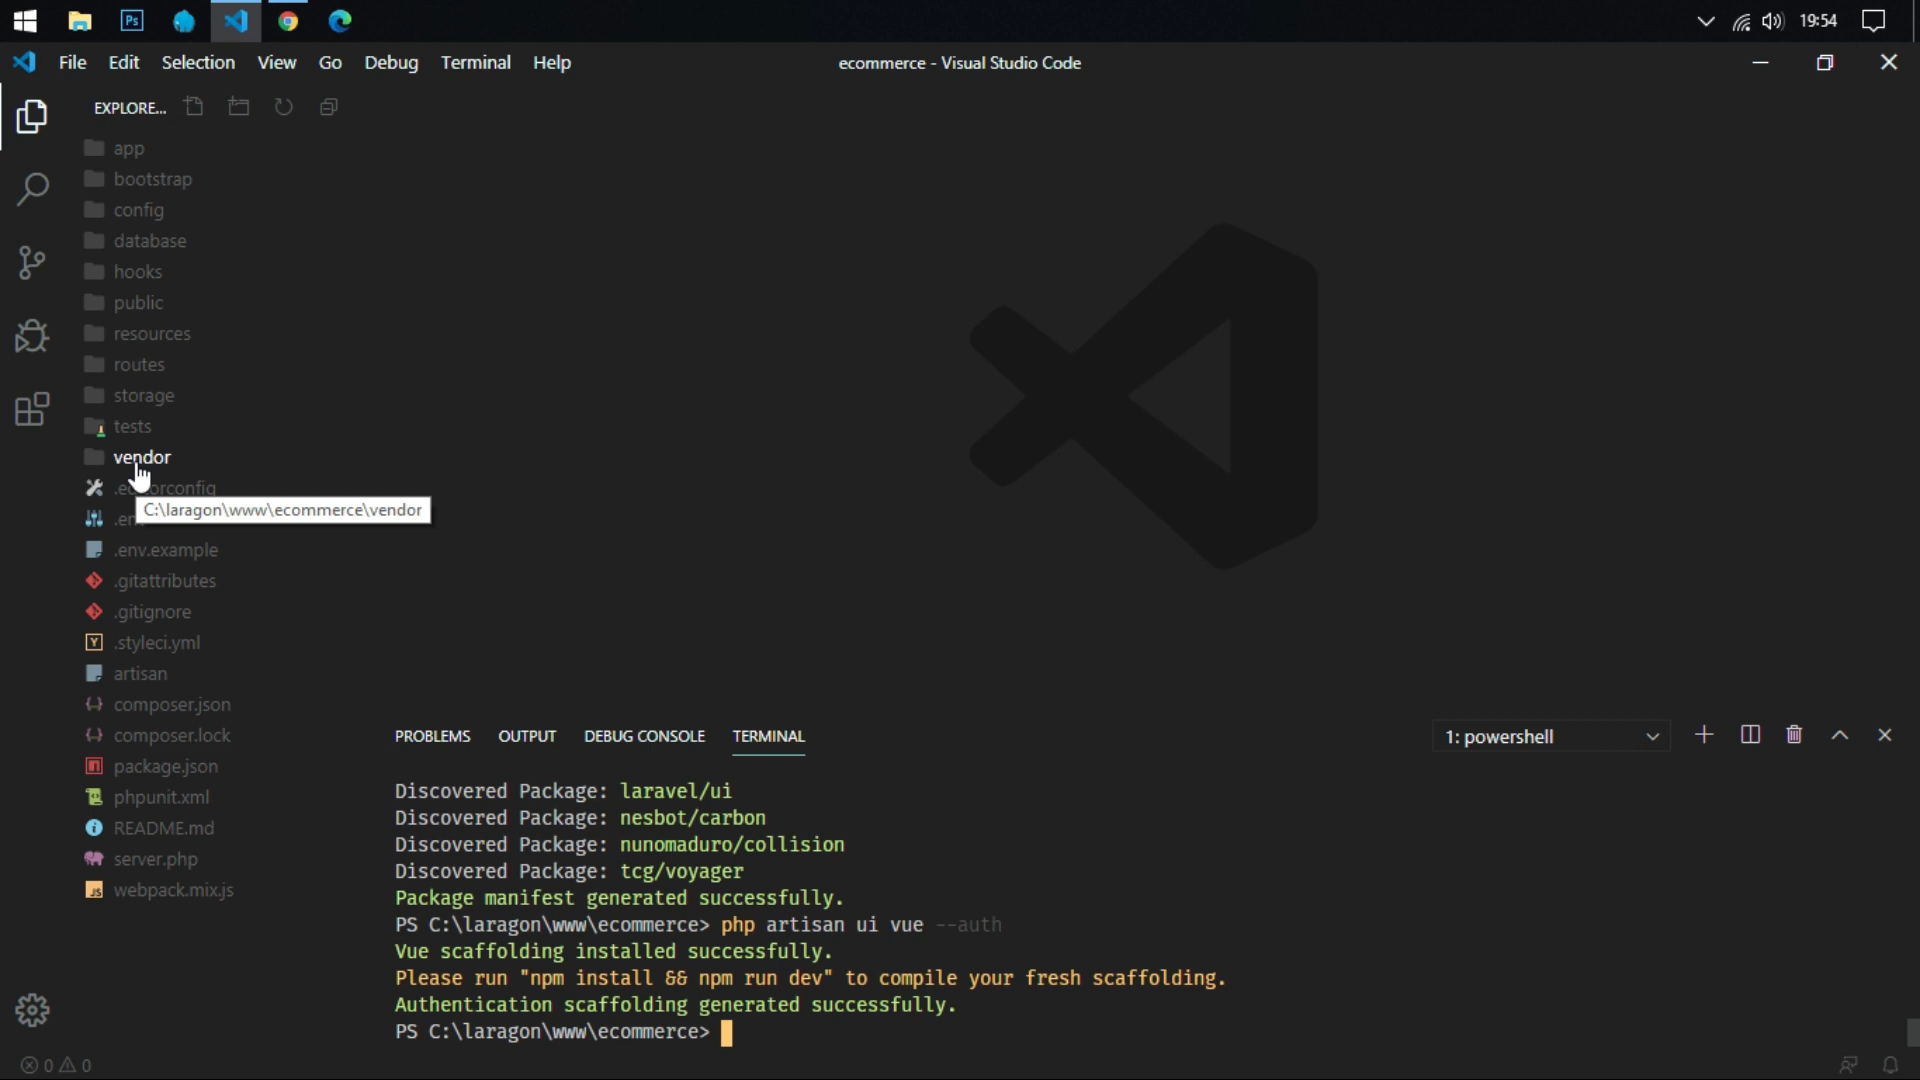 Ps
19:54
File Edit Selection View Go Debug Terminal Help
ecommerce - Visual Studio Code
EXPLORE...
app
bootstrap
config
database
hooks
public
resources
routes
storage
tests
vendor
.editorconfig
C:\laragon\www\ecommerce\vendor
.env.example
.gitattributes
.gitignore
Y .styleci.yml
artisan
composer.json
composer.lock
package.json
phpunit.xml
README.md
server.php
JS webpack.mix.js
PROBLEMS OUTPUT DEBUG CONSOLE TERMINAL
1: powershell
Discovered Package: laravel/ui
Discovered Package: nesbot/carbon
Discovered Package: nunomaduro/collision
Discovered Package: tcg/voyager
Package manifest generated successfully.
PS C:\laragon\www\ecommerce> php artisan ui vue --auth
Vue scaffolding installed successfully.
Please run "npm install && npm run dev" to compile your fresh scaffolding.
Authentication scaffolding generated successfully.
PS C:\laragon\www\ecommerce>
0 0